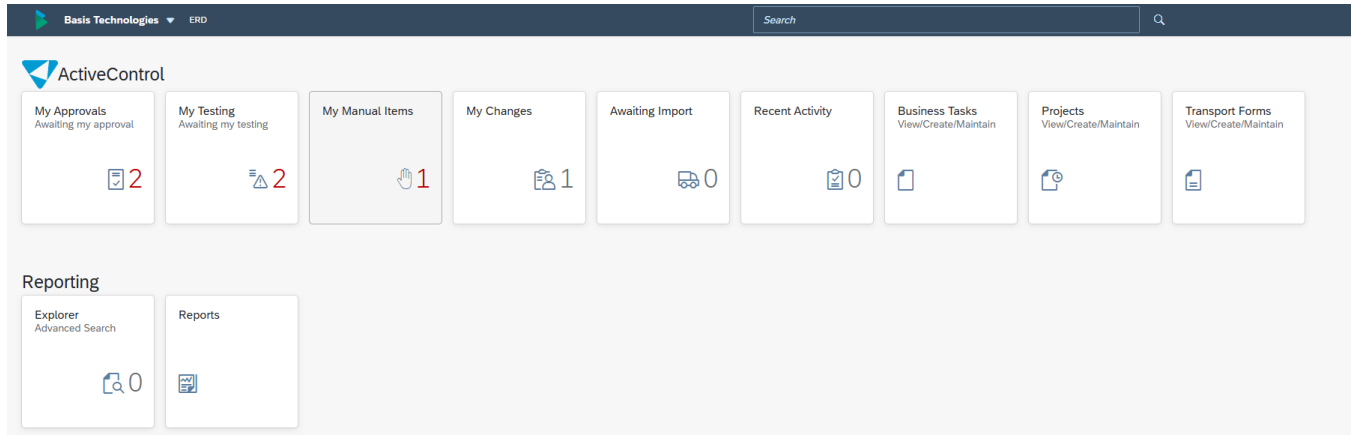 Basis Technologies ERD Search
ActiveControl
My Approvals
Awaiting my approval
2
My Testing
Awaiting my testing
2
My Manual Items
1
My Changes
1
Awaiting Import
0
Recent Activity
0
Business Tasks
View/Create/Maintain
Projects
View/Create/Maintain
Transport Forms
View/Create/Maintain
Reporting
Explorer
Advanced Search
0
Reports